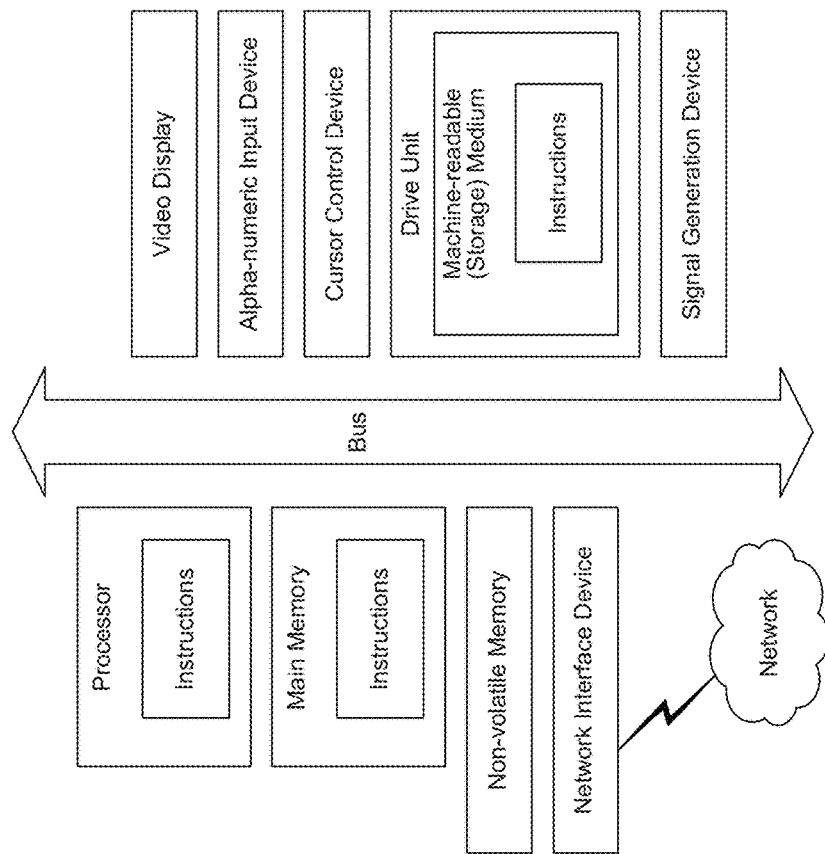 Processor
Instructions
Main Memory
Instructions
Non-volatile Memory
Network Interface Device
Network
Bus
Video Display
Alpha-numeric Input Device
Cursor Control Device
Drive Unit
Machine-readable
(Storage) Medium
Instructions
Signal Generation Device